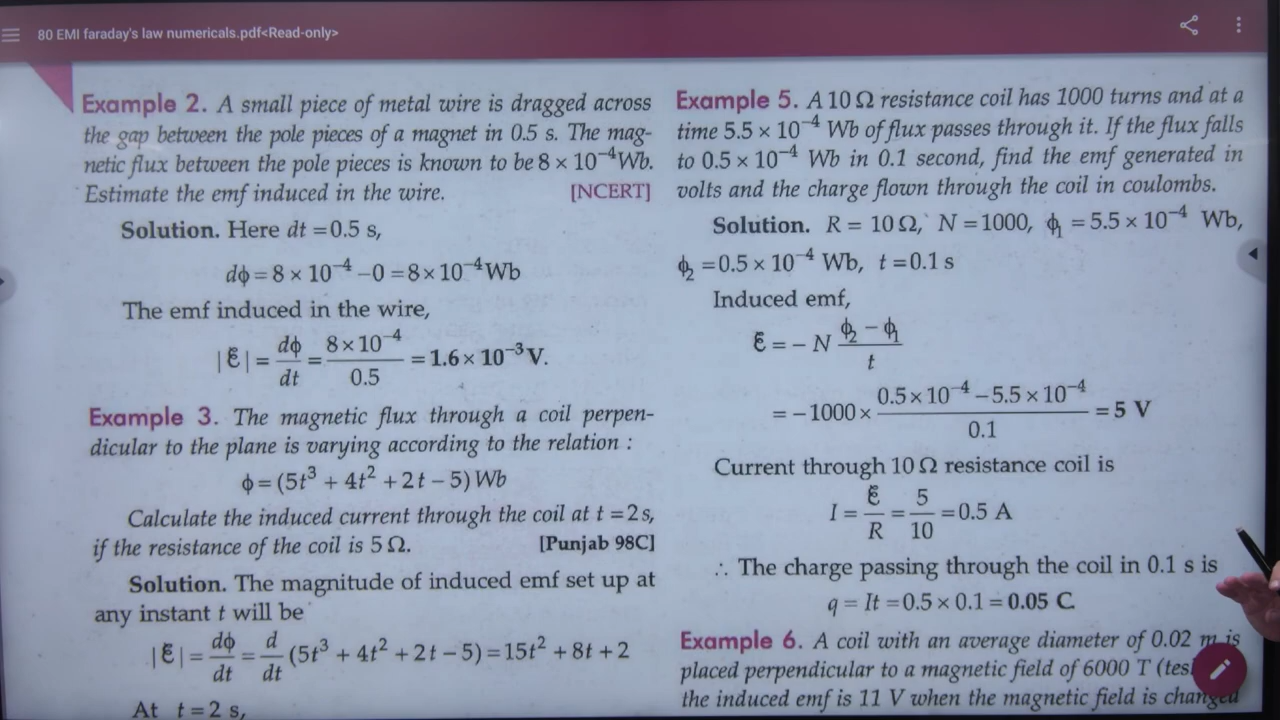 80 EMI faraday's law numericals.pdf<Read-only>
Example 2. A small piece of metal wire is dragged across
the gap between the pole pieces of a magnet in 0.5 s. The mag-
netic flux between the pole pieces is known to be 8 × 10⁻⁴Wb.
Estimate the emf induced in the wire. [NCERT]
Solution. Here dt = 0.5 s,
dϕ = 8 × 10⁻⁴ – 0 = 8 × 10⁻⁴ Wb
The emf induced in the wire,
|ℰ| = dϕ/dt = 8 × 10⁻⁴/0.5 = 1.6 × 10⁻³ V.
Example 3. The magnetic flux through a coil perpen-
dicular to the plane is varying according to the relation :
ϕ = (5t³ + 4t² + 2t – 5) Wb
Calculate the induced current through the coil at t = 2 s,
if the resistance of the coil is 5 Ω. [Punjab 98C]
Solution. The magnitude of induced emf set up at
any instant t will be
|ℰ| = dϕ/dt = d/dt (5t³ + 4t² + 2t – 5) = 15t² + 8t + 2
At t = 2 s,
Example 5. A 10 Ω resistance coil has 1000 turns and at a
time 5.5 × 10⁻⁴ Wb of flux passes through it. If the flux falls
to 0.5 × 10⁻⁴ Wb in 0.1 second, find the emf generated in
volts and the charge flown through the coil in coulombs.
Solution. R = 10 Ω, N = 1000, ϕ₁ = 5.5 × 10⁻⁴ Wb,
ϕ₂ = 0.5 × 10⁻⁴ Wb, t = 0.1 s
Induced emf,
ℰ = – N (ϕ₂ – ϕ₁)/t
= – 1000 × (0.5 × 10⁻⁴ – 5.5 × 10⁻⁴)/0.1 = 5 V
Current through 10 Ω resistance coil is
I = ℰ/R = 5/10 = 0.5 A
∴ The charge passing through the coil in 0.1 s is
q = It = 0.5 × 0.1 = 0.05 C.
Example 6. A coil with an average diameter of 0.02 m is
placed perpendicular to a magnetic field of 6000 T
the induced emf is 11 V when the magnetic field is changed